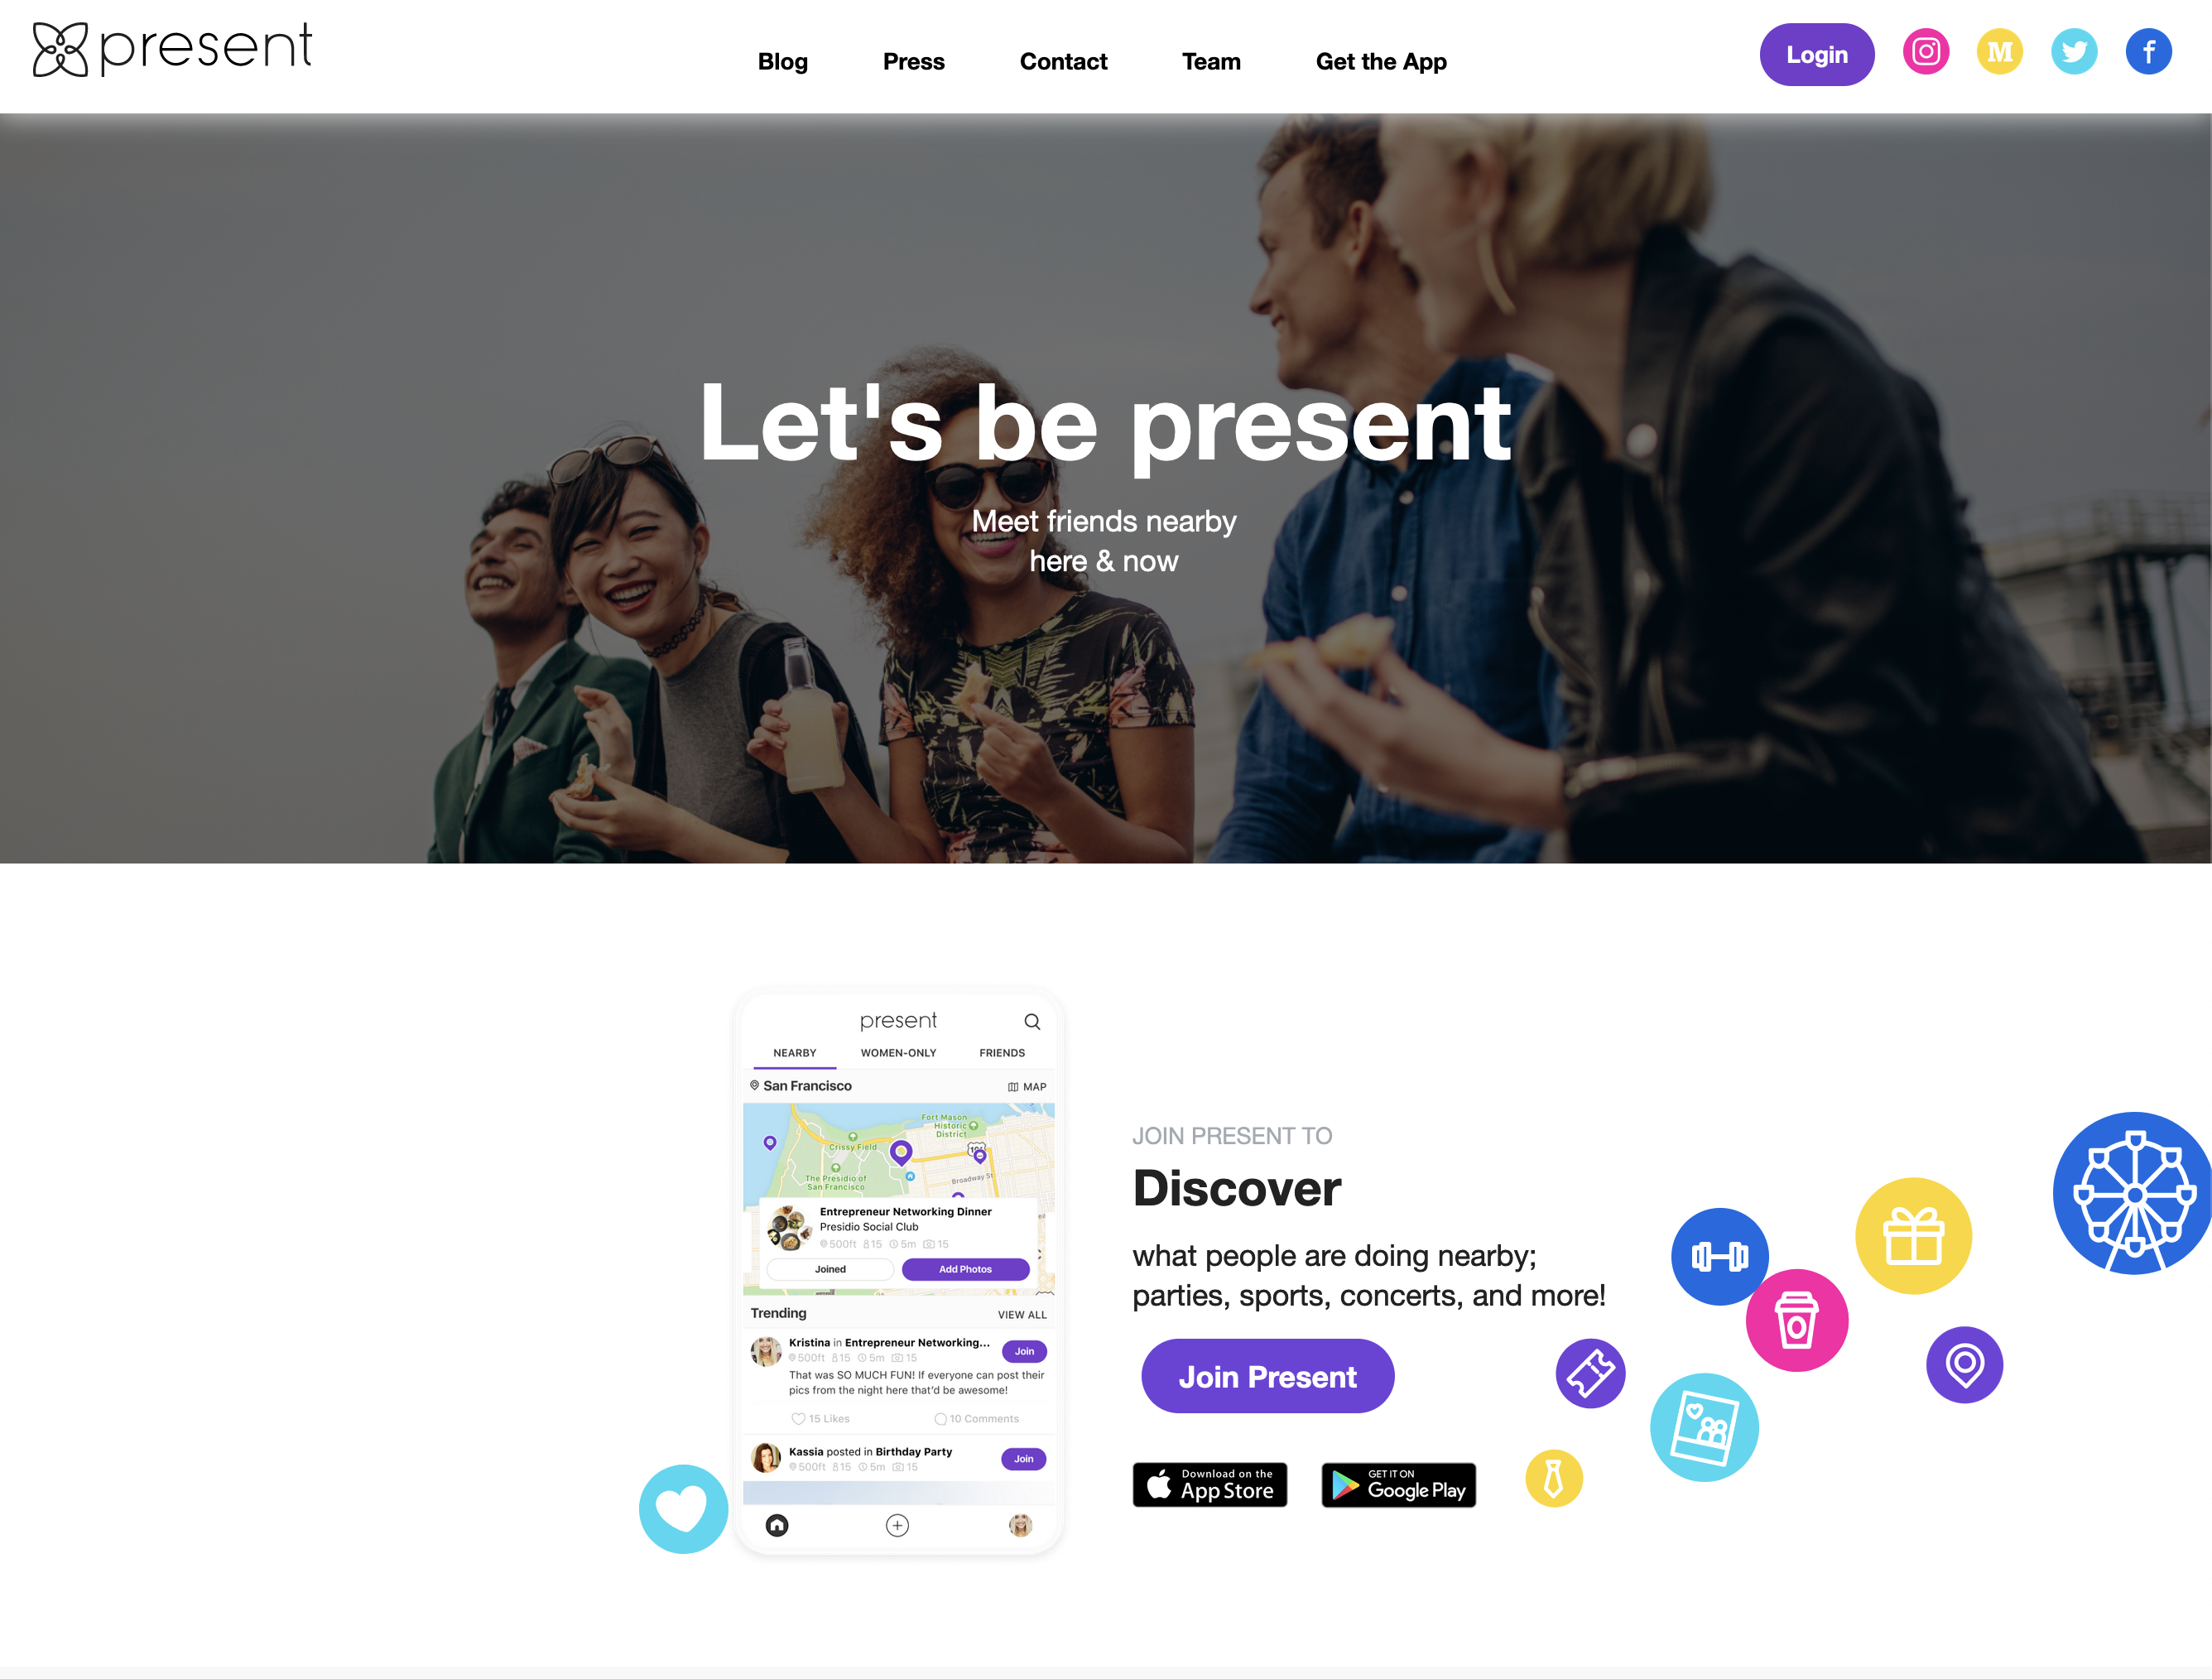 present
Blog
Press
Contact
Team
Get the App
Login
M
f
Let's be present
Meet friends nearby
here & now
present
NEARBY
WOMEN-ONLY
FRIENDS
San Francisco
MAP
Fort Mason
Historic
District
Crissy Field
101
The Presidio of
San Francisco
Broadway St
Entrepreneur Networking Dinner
Presidio Social Club
500ft 15 5m 15
Joined
Add Photos
Trending
VIEW ALL
Kristina in Entrepreneur Networking...
500ft 15 5m 15
Join
That was SO MUCH FUN! If everyone can post their
pics from the night here that'd be awesome!
15 Likes
10 Comments
Kassia posted in Birthday Party
500ft 15 5m 15
Join
JOIN PRESENT TO
Discover
what people are doing nearby;
parties, sports, concerts, and more!
Join Present
Download on the
App Store
GET IT ON
Google Play